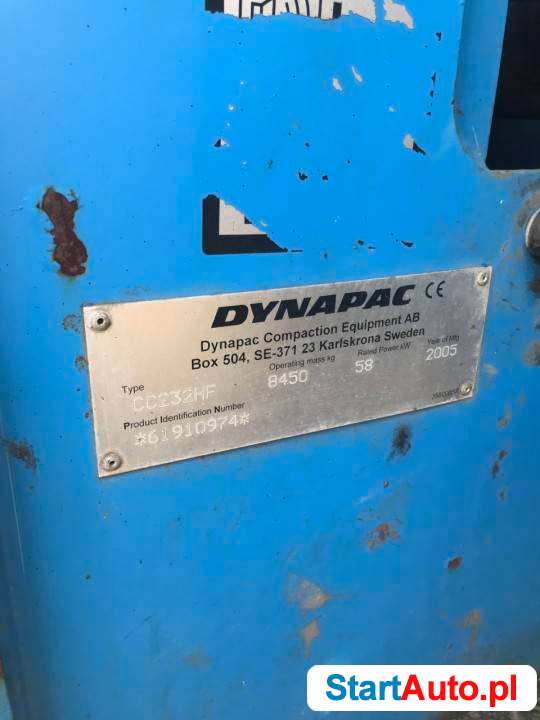 DYNAPAC CE
Dynapac Compaction Equipment AB
Box 504, SE-371 23 Karlskrona Sweden
Type Operating mass kg Rated Power kW Year of Mfg
CC232HF 8450 58 2005
Product Identification Number
*61910974*
StartAuto.pl